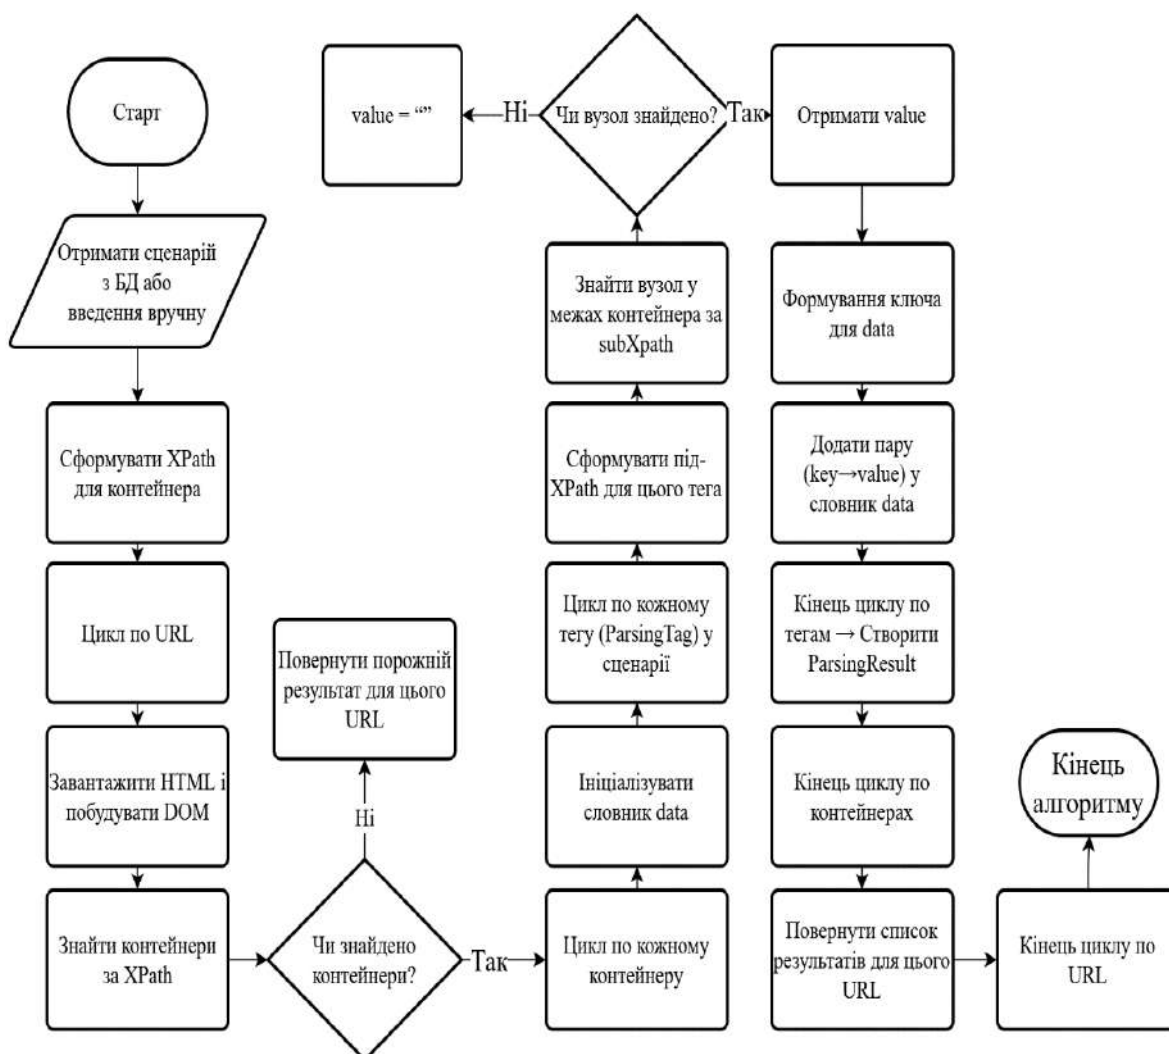 Старт
Отримати сценарій
з БД або
введення вручну
Сформувати XPath
для контейнера
Цикл по URL
Завантажити HTML і
побудувати DOM
Знайти контейнери
за XPath
Чи знайдено
контейнери?
Ні
Повернути порожній
результат для цього
URL
Так
Цикл по кожному
контейнеру
Ініціалізувати
словник data
Цикл по кожному
тегу (ParsingTag) у
сценарії
Сформувати під-
XPath для цього тега
Знайти вузол у
межах контейнера за
subXpath
Чи вузол знайдено?
Ні
value = “”
Так
Отримати value
Формування ключа
для data
Додати пару
(key→value) у
словник data
Кінець циклу по
тегам → Створити
ParsingResult
Кінець циклу по
контейнерах
Повернути список
результатів для цього
URL
Кінець циклу по
URL
Кінець
алгоритму